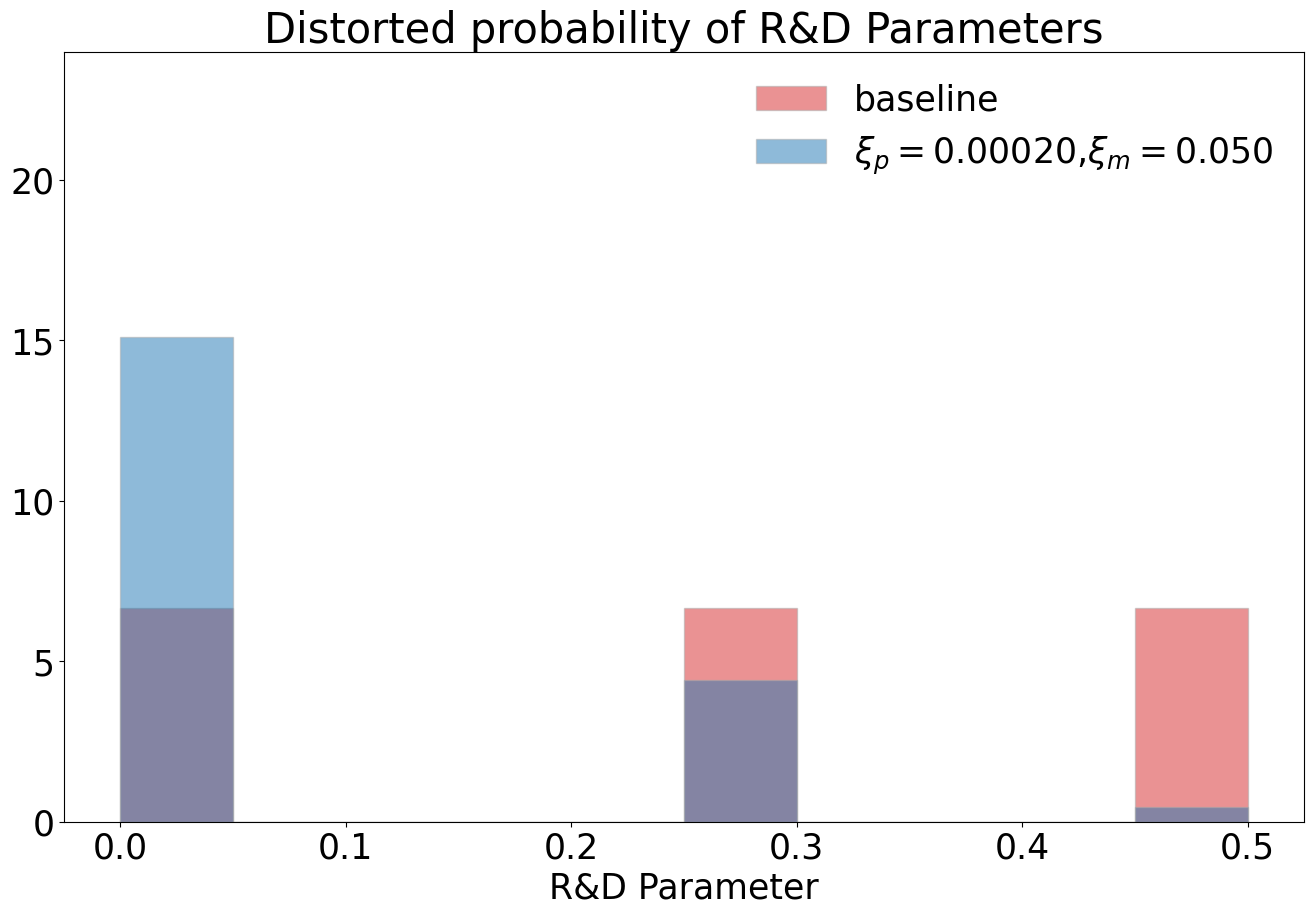 Distorted probability of R&D Parameters
baseline
ξₚ = 0.00020,ξₘ = 0.050
20
15
10
5
0
0.0 0.1 0.2 0.3 0.4 0.5
R&D Parameter